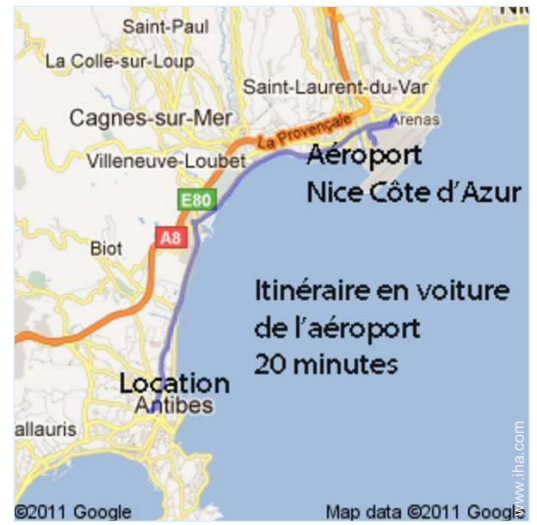 Ni
Saint-Paul
La Colle-sur-Loup
Saint-Laurent-du-Var
Cagnes-sur-Mer
La Provençale
Arenas
Villeneuve-Loubet
Aéroport
Nice Côte d'Azur
E80
A8
Biot
Itinéraire en voiture
de l'aéroport
20 minutes
Location
Antibes
allauris
www.iha.com
©2011 Google
Map data ©2011 Google